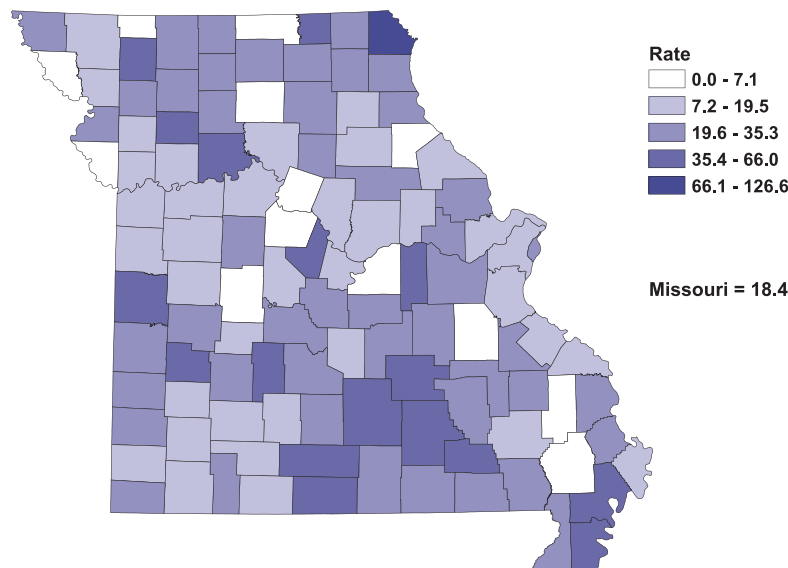 Rate
0.0 - 7.1
7.2 - 19.5
19.6 - 35.3
35.4 - 66.0
66.1 - 126.6
Missouri = 18.4